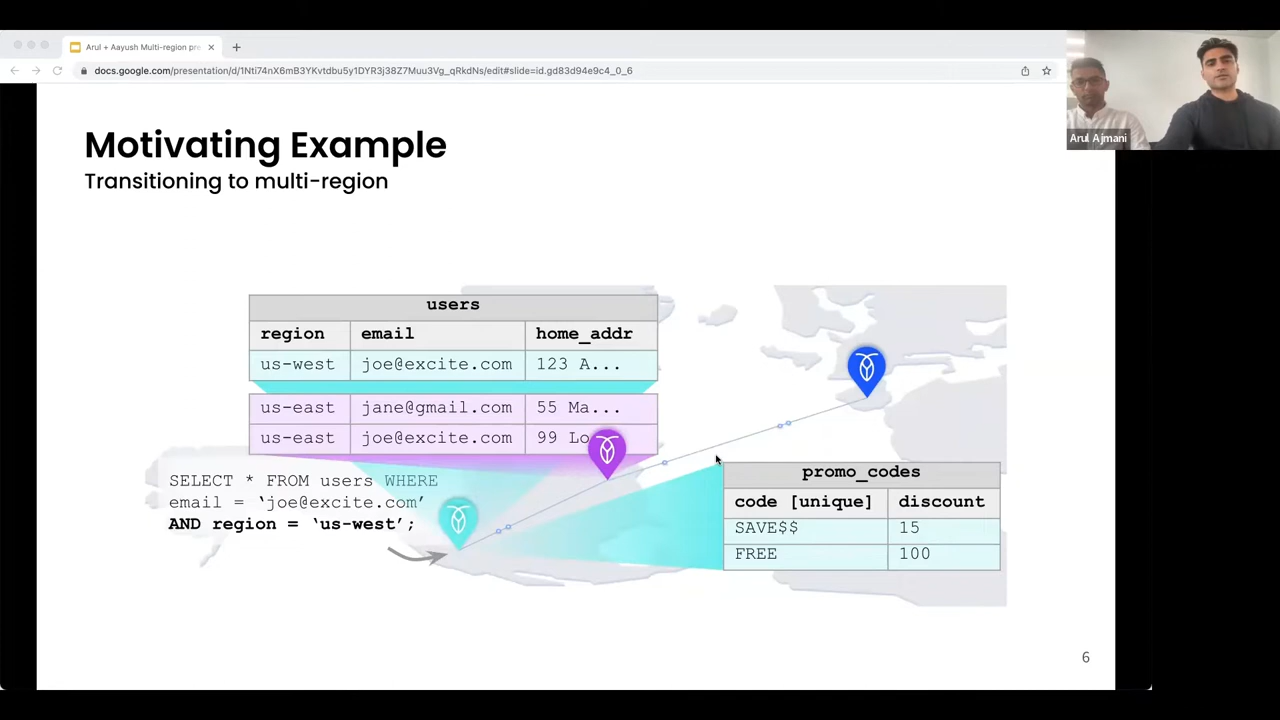 Arul + Aayush Multi-region pre
docs.google.com/presentation/d/1Nti74nX6mB3YKvtdbu5y1DYR3j38Z7Muu3Vg_qRkdNs/edit#slide=id.gd83d94e9c4_0_6
Arul Ajmani
Motivating Example
Transitioning to multi-region
users
region email home_addr
us-west joe@excite.com 123 A...
us-east jane@gmail.com 55 Ma...
us-east joe@excite.com 99 Lo
SELECT * FROM users WHERE
email = ‘joe@excite.com’
AND region = ‘us-west’;
promo_codes
code [unique] discount
SAVE$$ 15
FREE 100
6